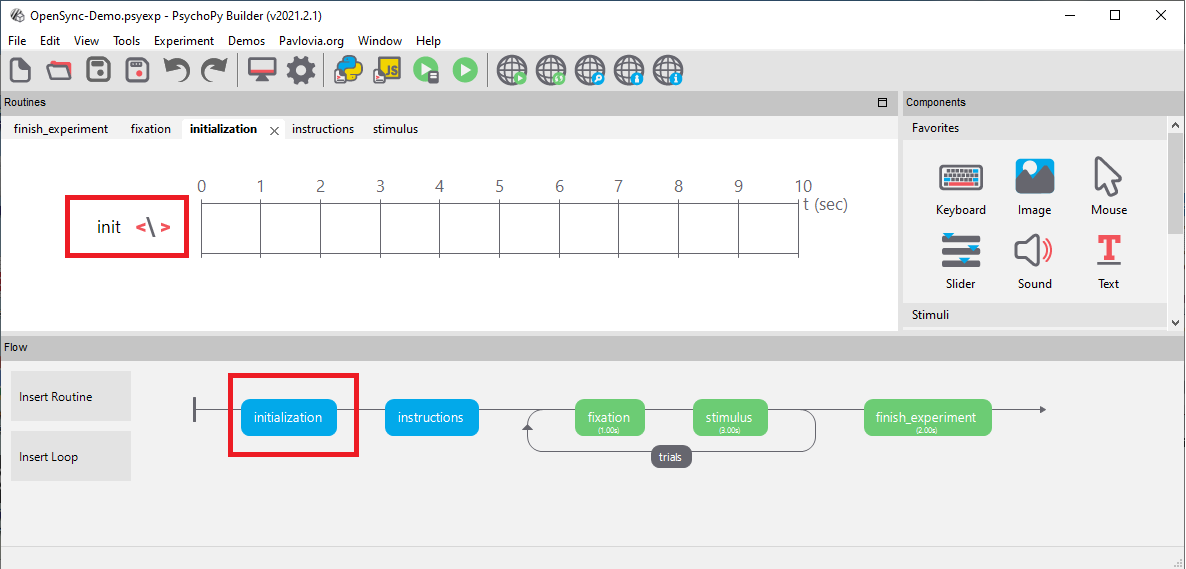 OpenSync-Demo.psyexp - PsychoPy Builder (v2021.2.1)
File Edit View Tools Experiment Demos Pavlovia.org Window Help
JS
Routines
finish_experiment fixation initialization instructions stimulus
0 1 2 3 4 5 6 7 8 9 10
t (sec)
init
Components
Favorites
Keyboard Image Mouse
Slider Sound Text
Stimuli
Flow
Insert Routine
Insert Loop
initialization instructions fixation stimulus finish_experiment
(1.00s) (3.00s) (2.00s)
trials